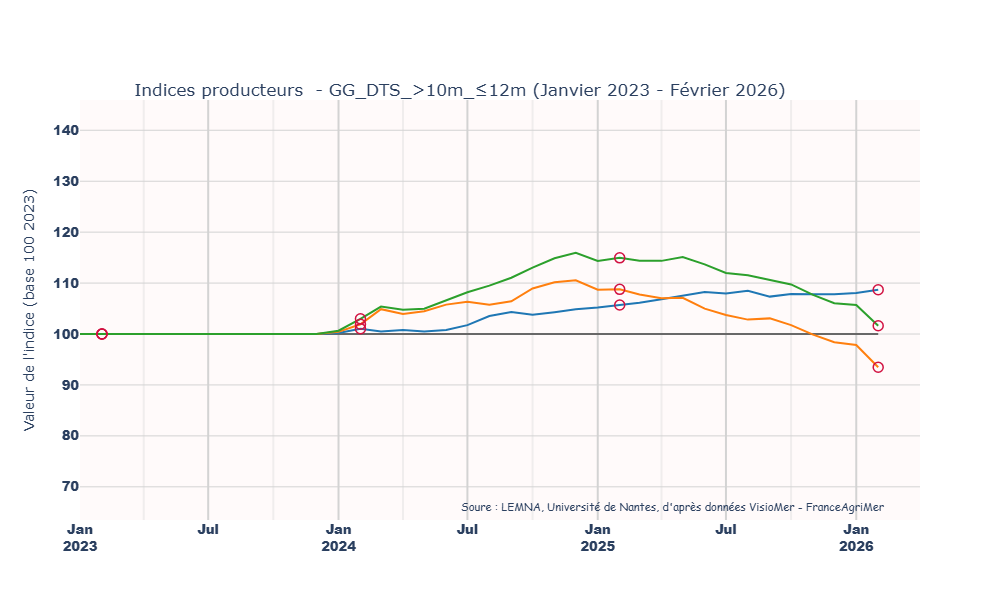 Indices producteurs  - GG_DTS_>10m_≤12m (Janvier 2023 - Février 2026)
Valeur de l'indice (base 100 2023)
140
130
120
110
100
90
80
70
Soure : LEMNA, Université de Nantes, d'après données VisioMer - FranceAgriMer
Jan
2023
Jul
Jan
2024
Jul
Jan
2025
Jul
Jan
2026